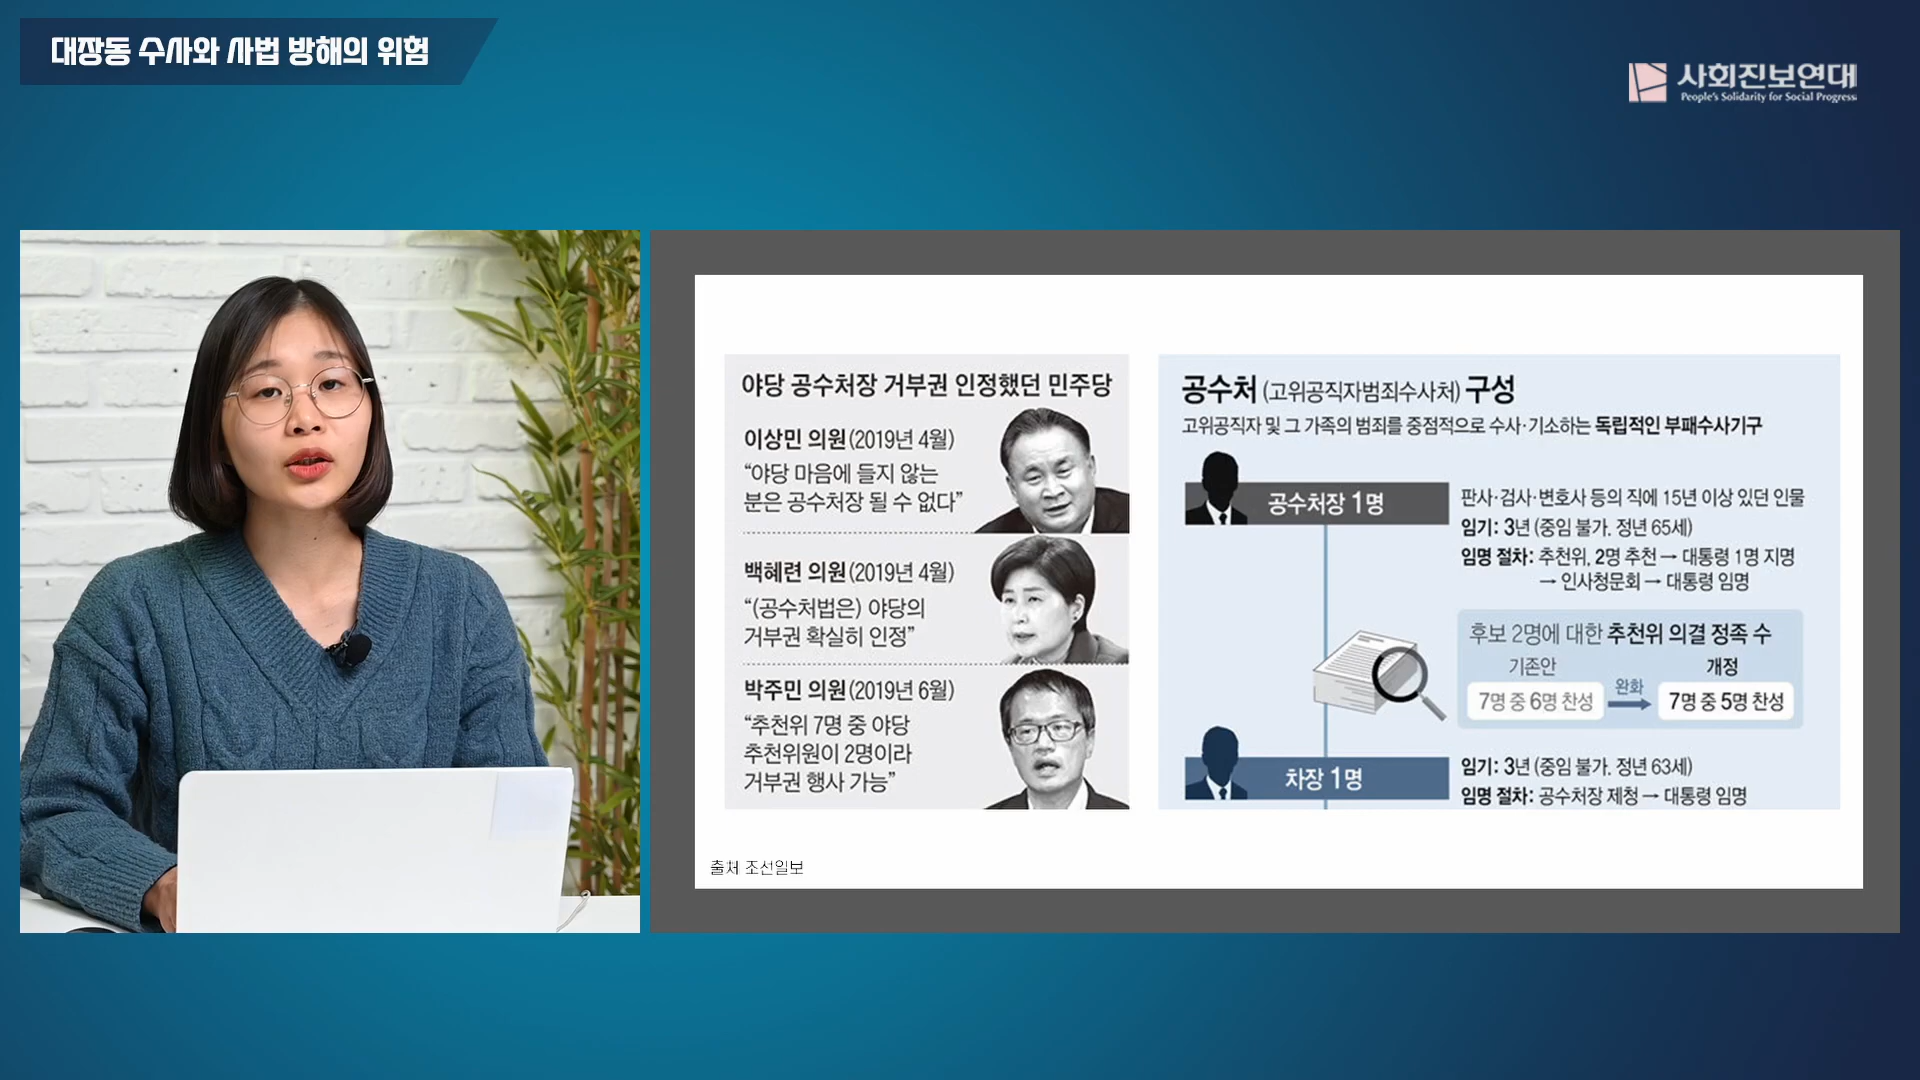 대장동 수사와 사법 방해의 위험
사회진보연대
People's Solidarity for Social Progress
야당 공수처장 거부권 인정했던 민주당
이상민 의원(2019년 4월)
“야당 마음에 들지 않는
분은 공수처장 될 수 없다”
백혜련 의원(2019년 4월)
“(공수처법은) 야당의
거부권 확실히 인정”
박주민 의원(2019년 6월)
“추천위 7명 중 야당
추천위원이 2명이라
거부권 행사 가능”
공수처 (고위공직자범죄수사처) 구성
고위공직자 및 그 가족의 범죄를 중점적으로 수사·기소하는 독립적인 부패수사기구
공수처장 1명
판사·검사·변호사 등의 직에 15년 이상 있던 인물
임기: 3년 (중임 불가. 정년 65세)
임명 절차: 추천위, 2명 추천 → 대통령 1명 지명
→ 인사청문회 → 대통령 임명
후보 2명에 대한 추천위 의결 정족 수
기존안 개정
7명 중 6명 찬성 완화 7명 중 5명 찬성
차장 1명
임기: 3년 (중임 불가. 정년 63세)
임명 절차: 공수처장 제청 → 대통령 임명
출처 조선일보